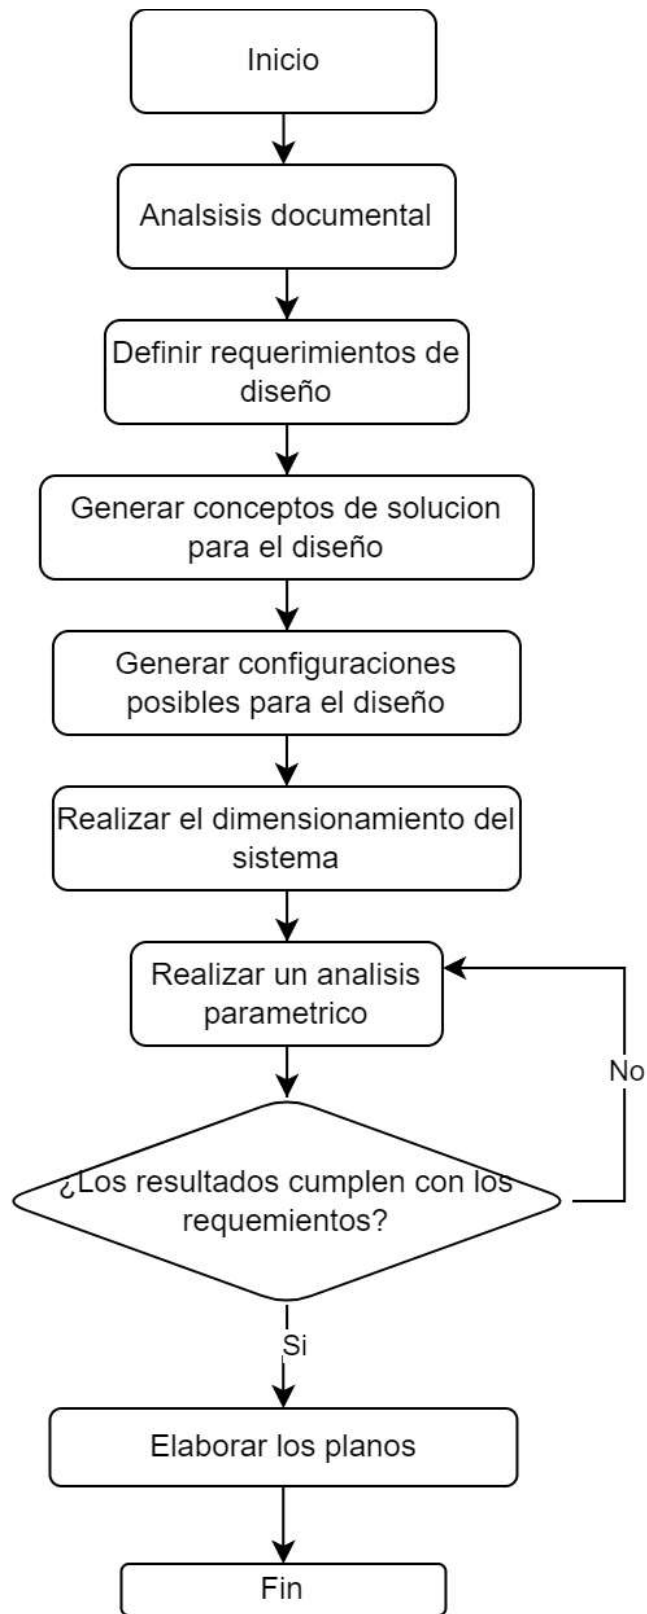 Inicio
Analsisis documental
Definir requerimientos de
diseño
Generar conceptos de solucion
para el diseño
Generar configuraciones
posibles para el diseño
Realizar el dimensionamiento del
sistema
Realizar un analisis
parametrico
No
¿Los resultados cumplen con los
requemientos?
Si
Elaborar los planos
Fin